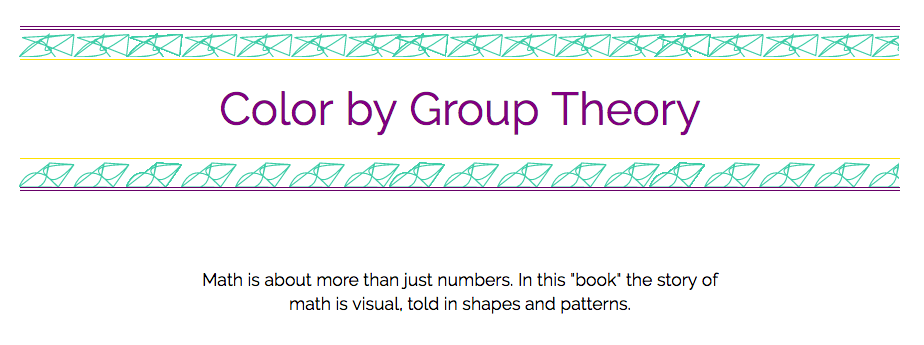 Color by Group Theory
Math is about more than just numbers. In this "book" the story of
math is visual, told in shapes and patterns.